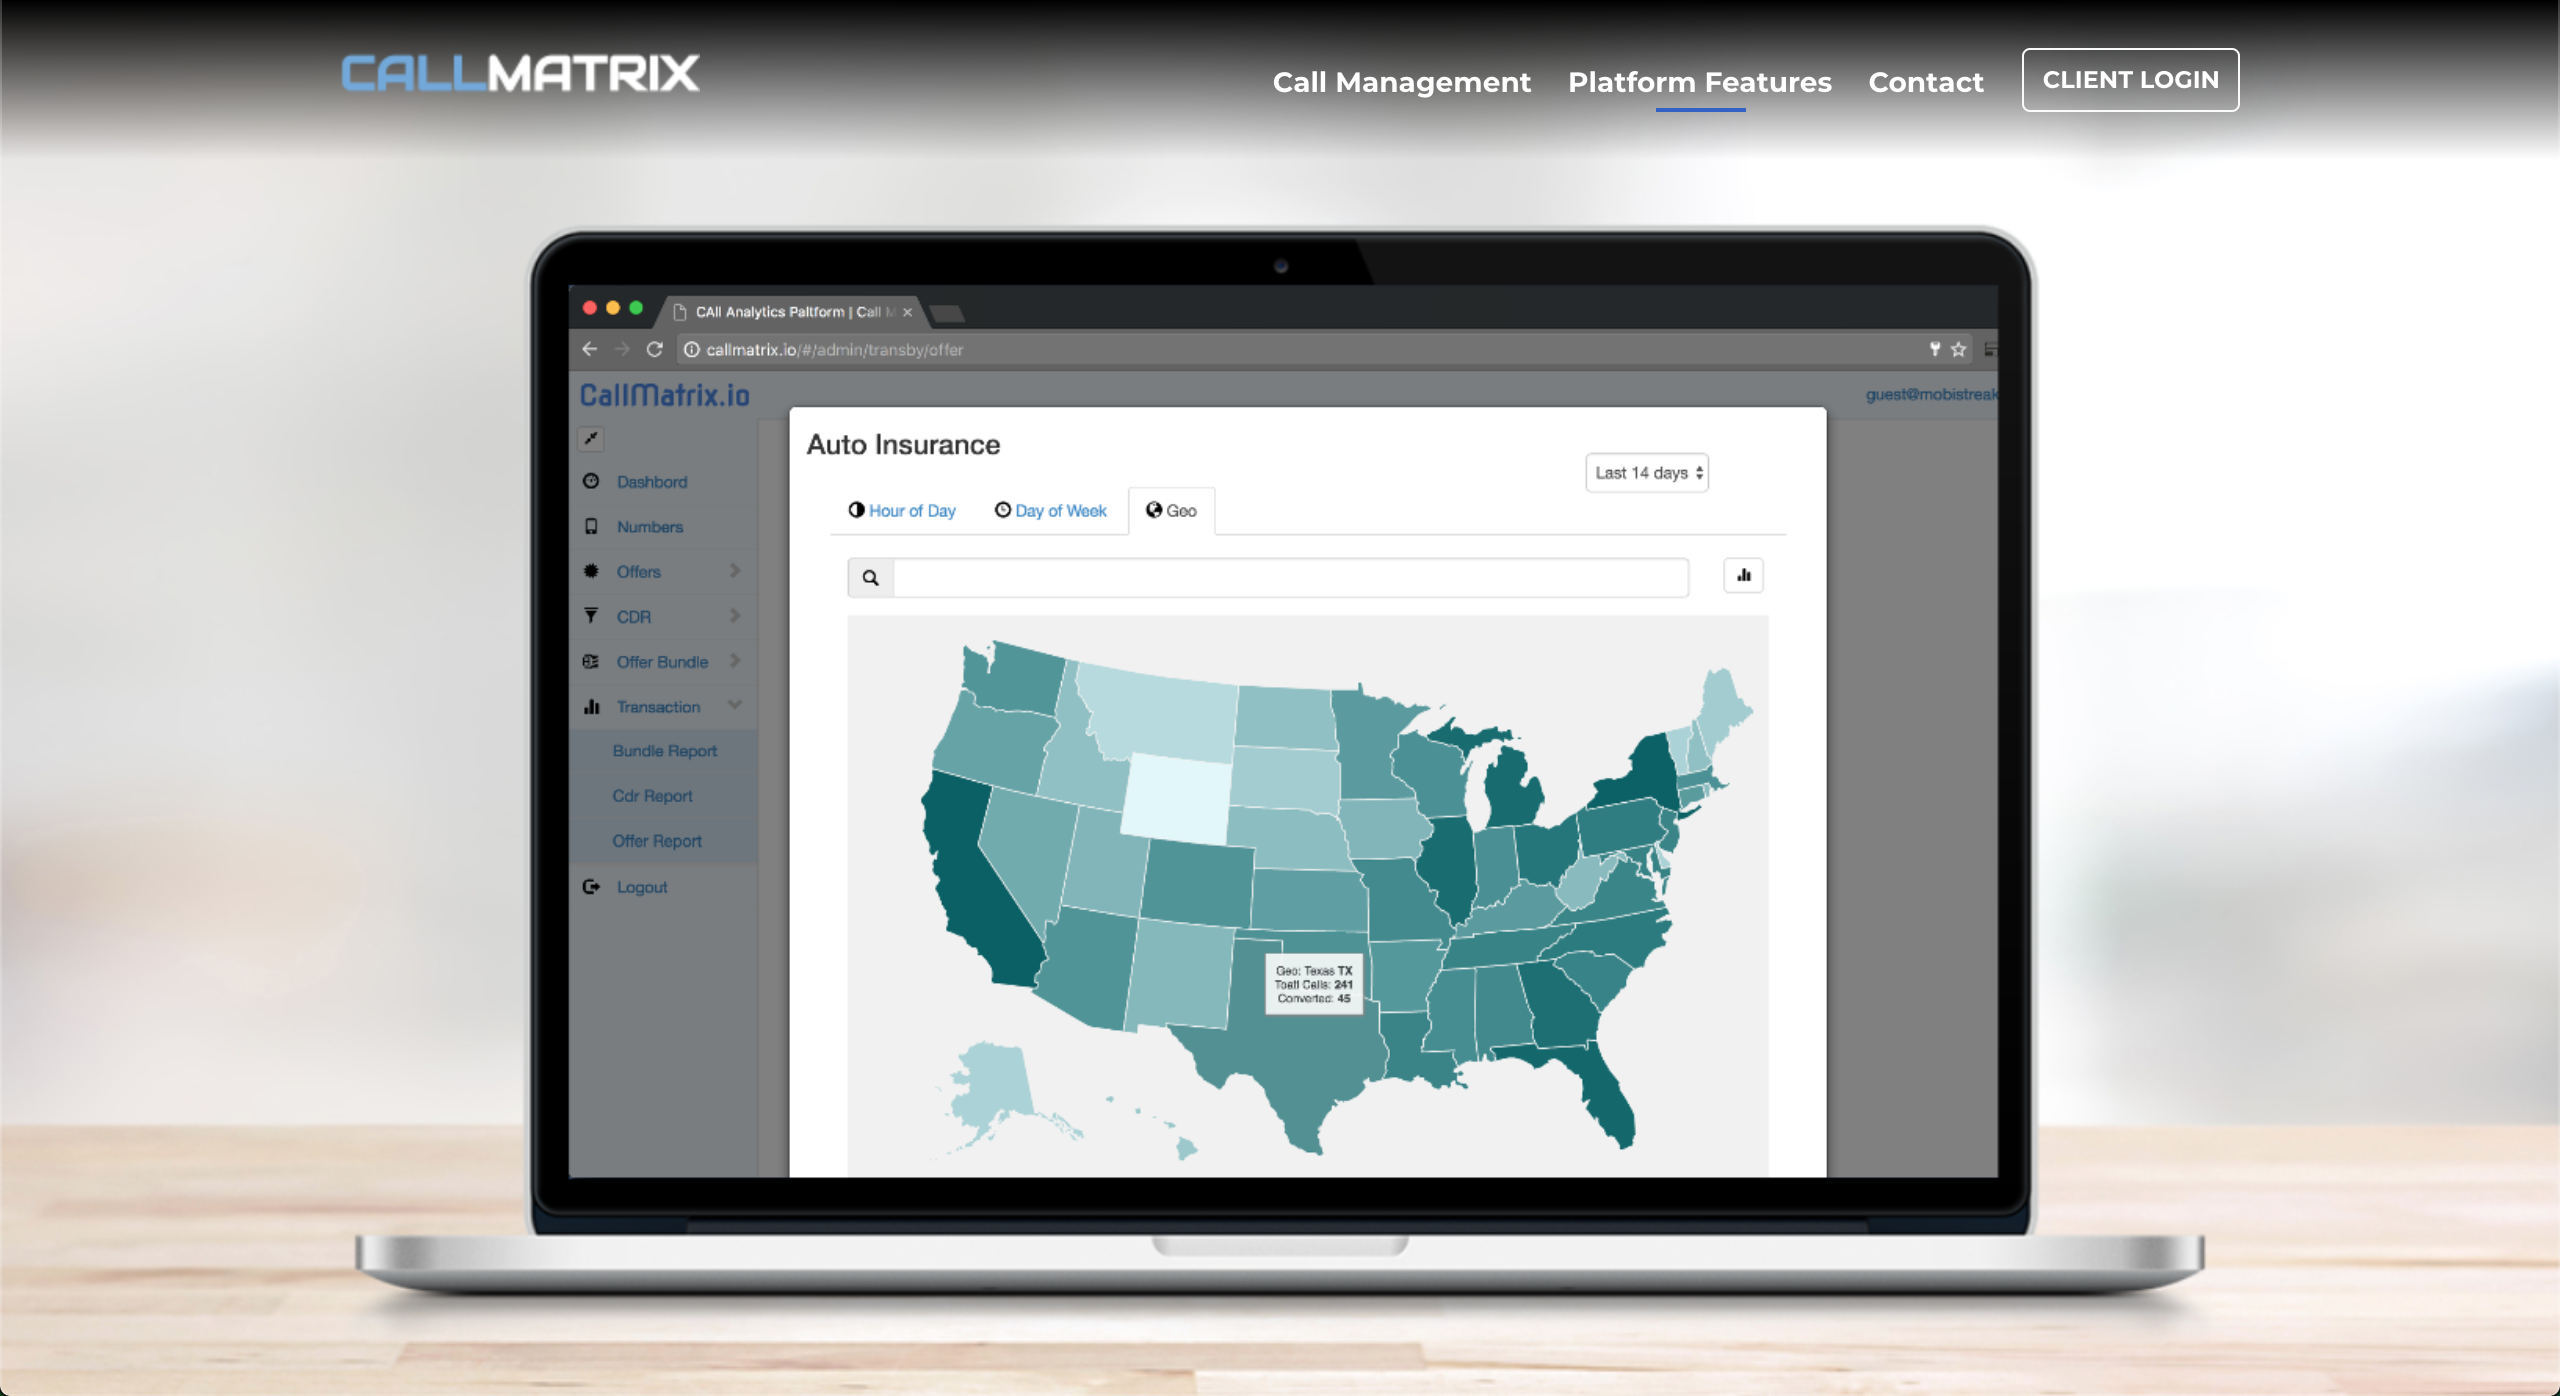 CALLMATRIX
Call Management Platform Features Contact CLIENT LOGIN
CAll Analytics Paltform | Call M
callmatrix.io/#/admin/transby/offer
CallMatrix.io
guest@mobistreak
Auto Insurance
Last 14 days
Hour of Day Day of Week Geo
Dashbord
Numbers
Offers
CDR
Offer Bundle
Transaction
Bundle Report
Cdr Report
Offer Report
Logout
Geo: Texas TX
Toatl Calls: 241
Converted: 45